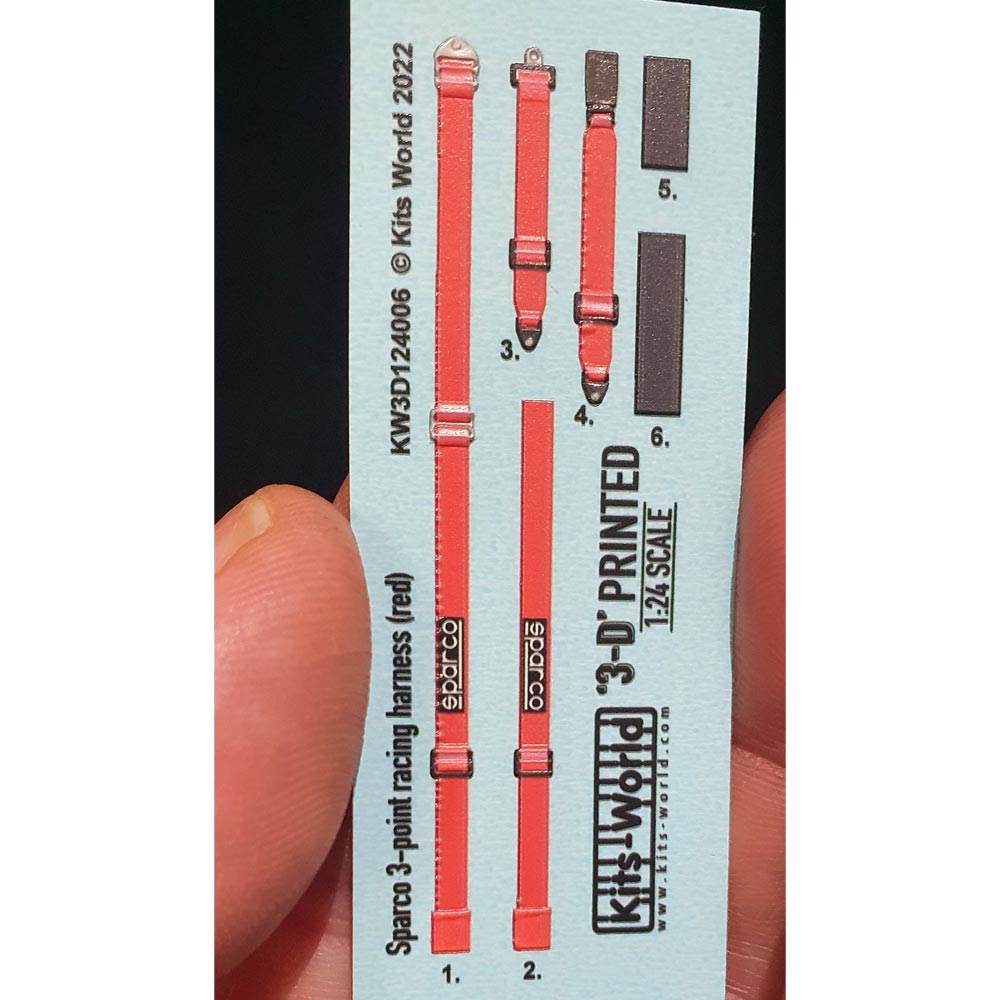 KW3D124006 © Kits World 2022
Sparco 3-point racing harness (red)
sparco
sparco
1.
2.
3.
4.
5.
6.
'3-D' PRINTED
1:24 SCALE
Kits-World
www.kits-world.com